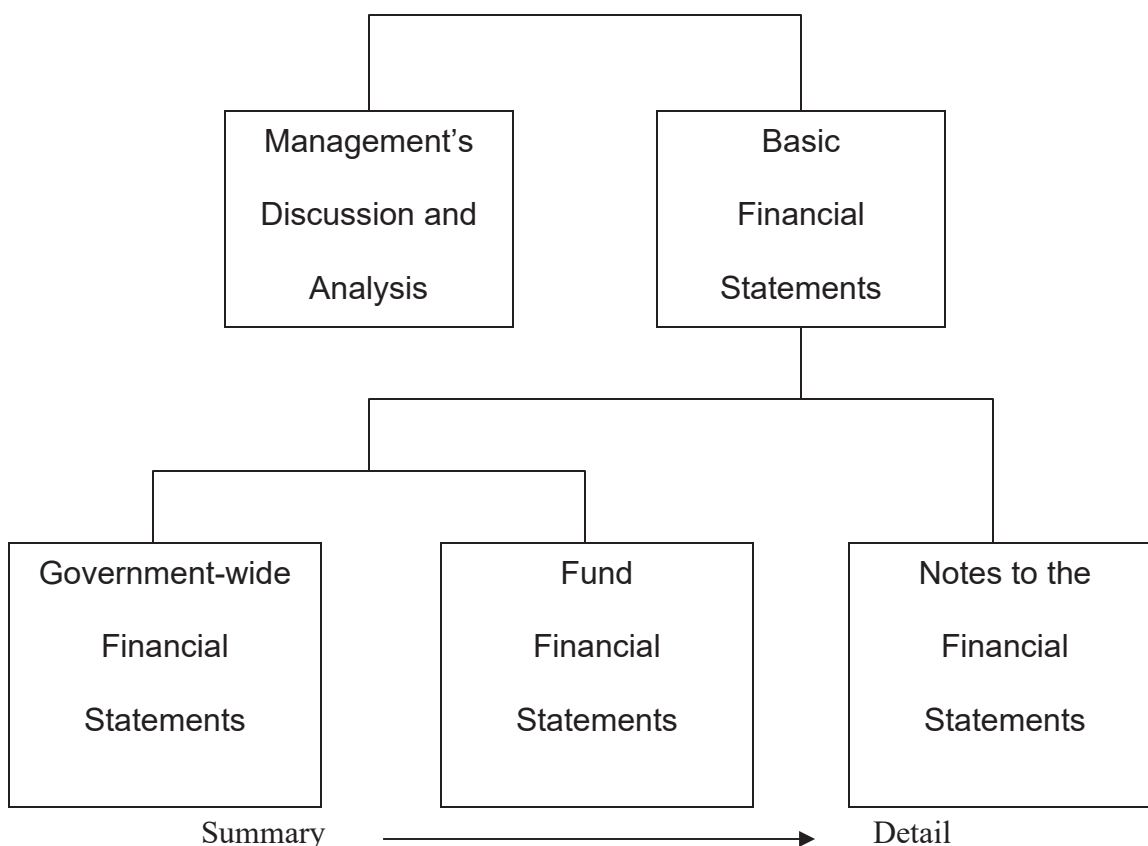 Management’s
Discussion and
Analysis
Basic
Financial
Statements
Government-wide
Financial
Statements
Fund
Financial
Statements
Notes to the
Financial
Statements
Summary
Detail